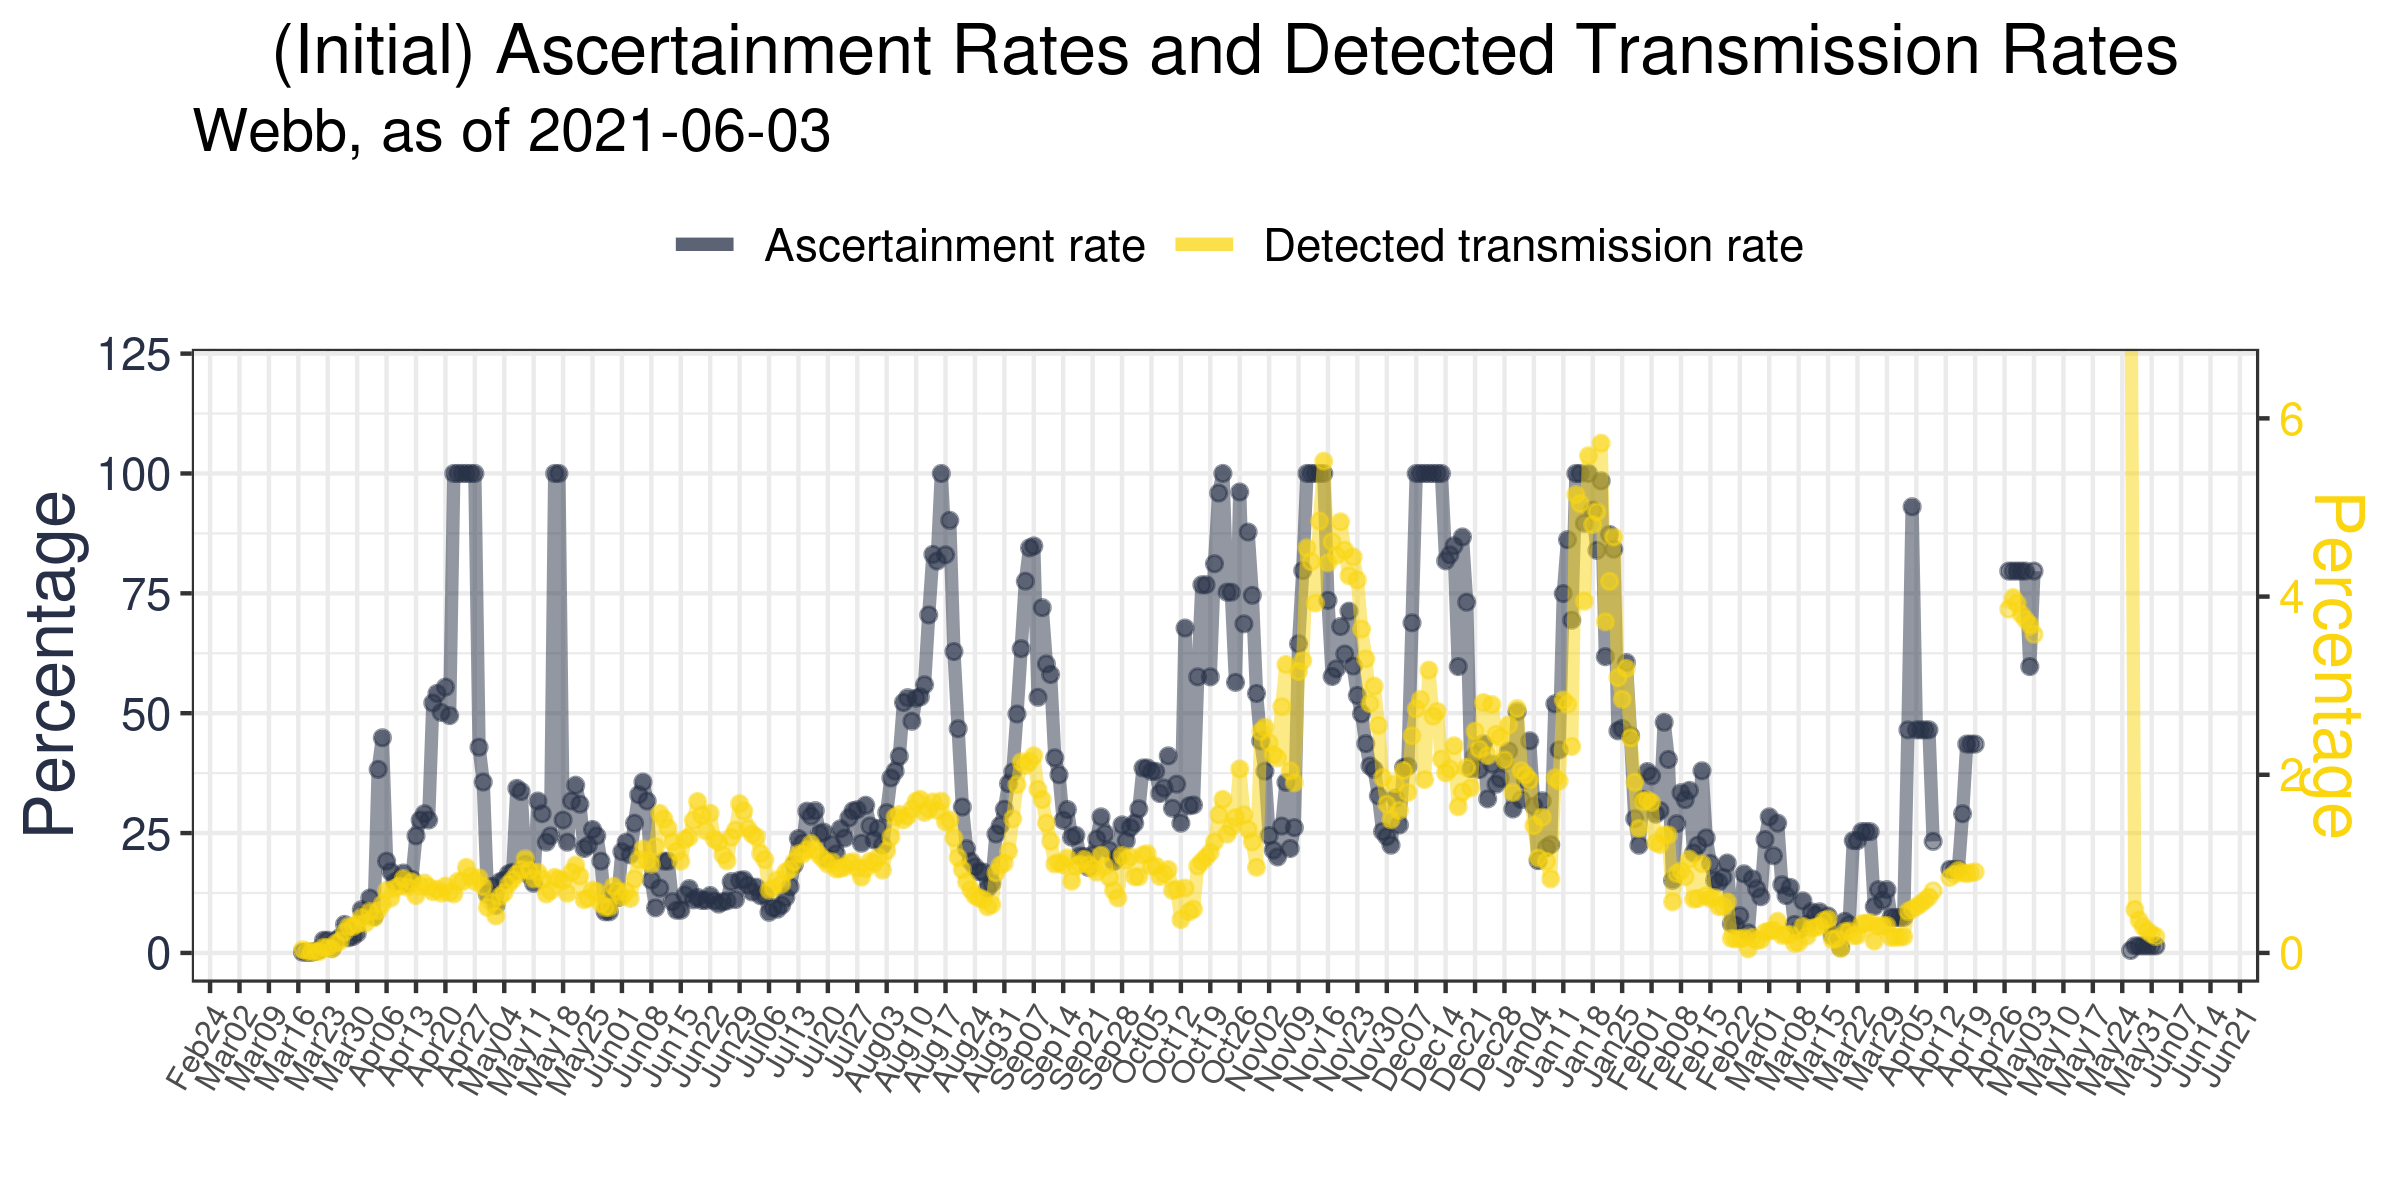 (Initial) Ascertainment Rates and Detected Transmission Rates
Webb, as of 2021-06-03
Ascertainment rate
Detected transmission rate
Percentage
125
100
75
50
25
0
6
4
2
0
Percentage
Feb24
Mar02
Mar09
Mar16
Mar23
Mar30
Apr06
Apr13
Apr20
Apr27
May04
May11
May18
May25
Jun01
Jun08
Jun15
Jun22
Jun29
Jul06
Jul13
Jul20
Jul27
Aug03
Aug10
Aug17
Aug24
Aug31
Sep07
Sep14
Sep21
Sep28
Oct05
Oct12
Oct19
Oct26
Nov02
Nov09
Nov16
Nov23
Nov30
Dec07
Dec14
Dec21
Dec28
Jan04
Jan11
Jan18
Jan25
Feb01
Feb08
Feb15
Feb22
Mar01
Mar08
Mar15
Mar22
Mar29
Apr05
Apr12
Apr19
Apr26
May03
May10
May17
May24
May31
Jun07
Jun14
Jun21